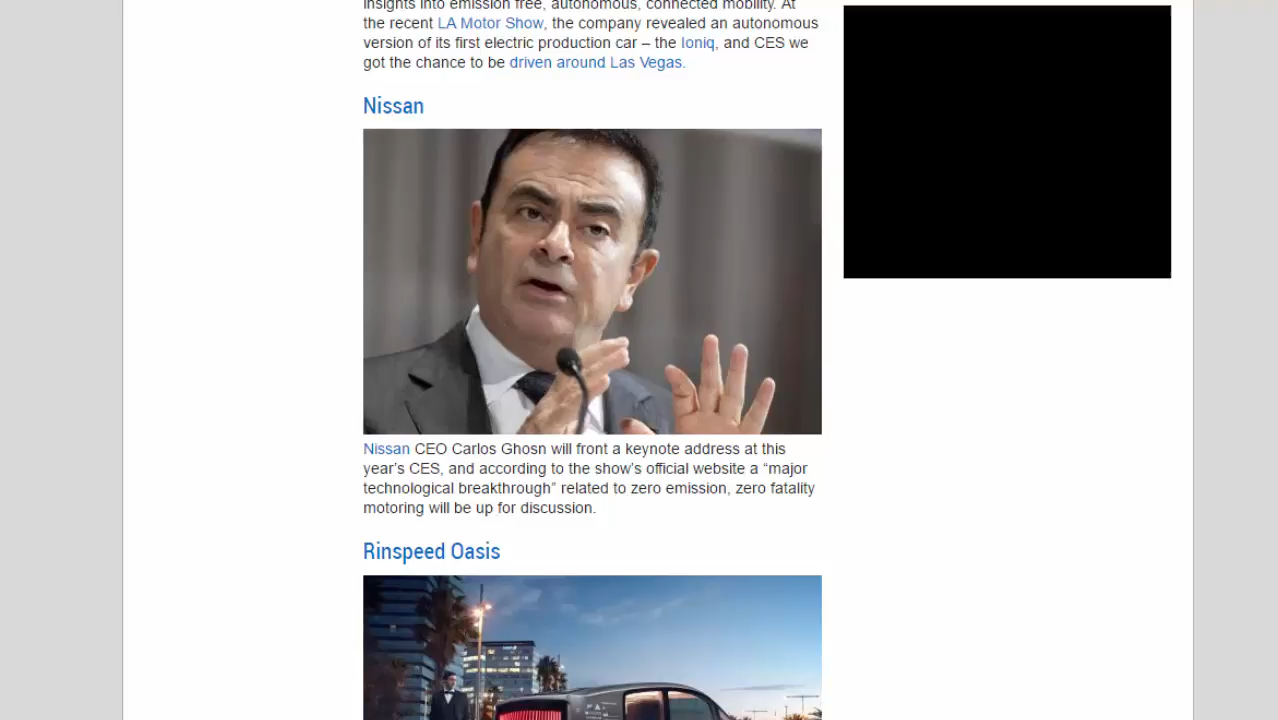 insights into emission free, autonomous, connected mobility. At
the recent LA Motor Show, the company revealed an autonomous
version of its first electric production car – the Ioniq, and CES we
got the chance to be driven around Las Vegas.
Nissan
Nissan CEO Carlos Ghosn will front a keynote address at this
year’s CES, and according to the show’s official website a “major
technological breakthrough” related to zero emission, zero fatality
motoring will be up for discussion.
Rinspeed Oasis